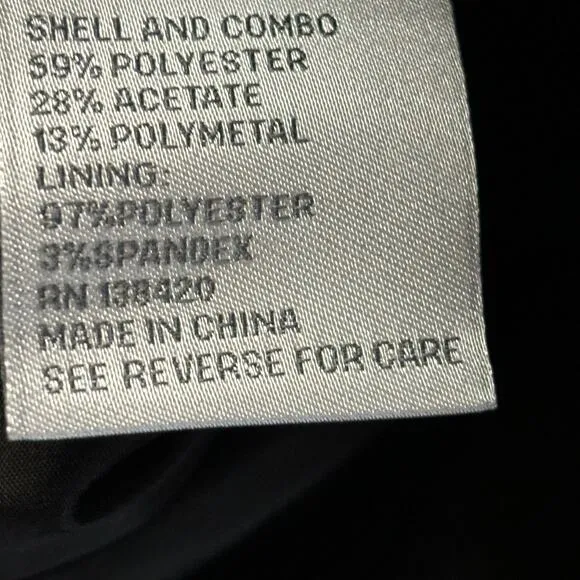 SHELL AND COMBO
59% POLYESTER
28% ACETATE
13% POLYMETAL
LINING:
97%POLYESTER
3%SPANDEX
RN 138420
MADE IN CHINA
SEE REVERSE FOR CARE